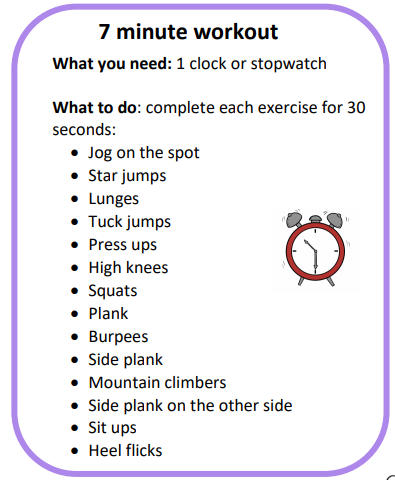 7 minute workout
What you need: 1 clock or stopwatch
What to do: complete each exercise for 30
seconds:
• Jog on the spot
• Star jumps
• Lunges
• Tuck jumps
• Press ups
• High knees
• Squats
• Plank
• Burpees
• Side plank
• Mountain climbers
• Side plank on the other side
• Sit ups
• Heel flicks